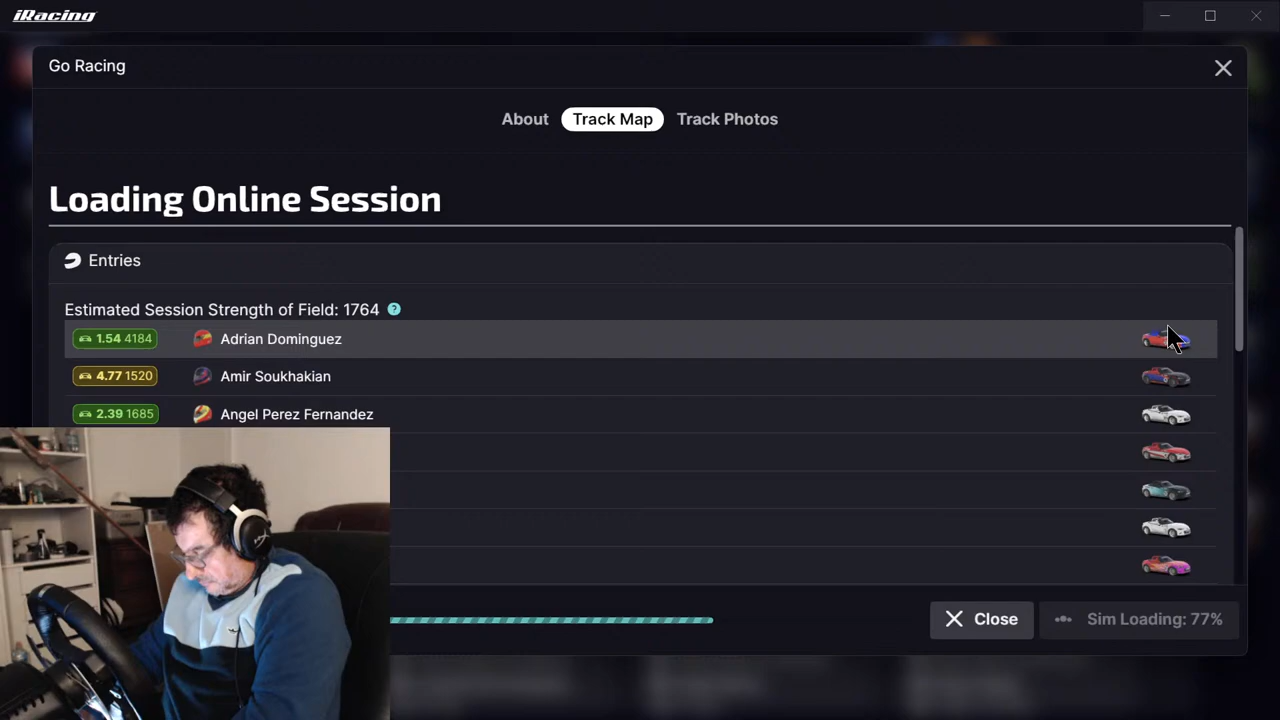 iRacing
Go Racing
About Track Map Track Photos
Loading Online Session
Entries
Estimated Session Strength of Field: 1764 ?
1.54 4184 Adrian Dominguez
4.77 1520 Amir Soukhakian
2.39 1685 Angel Perez Fernandez
Close Sim Loading: 77%